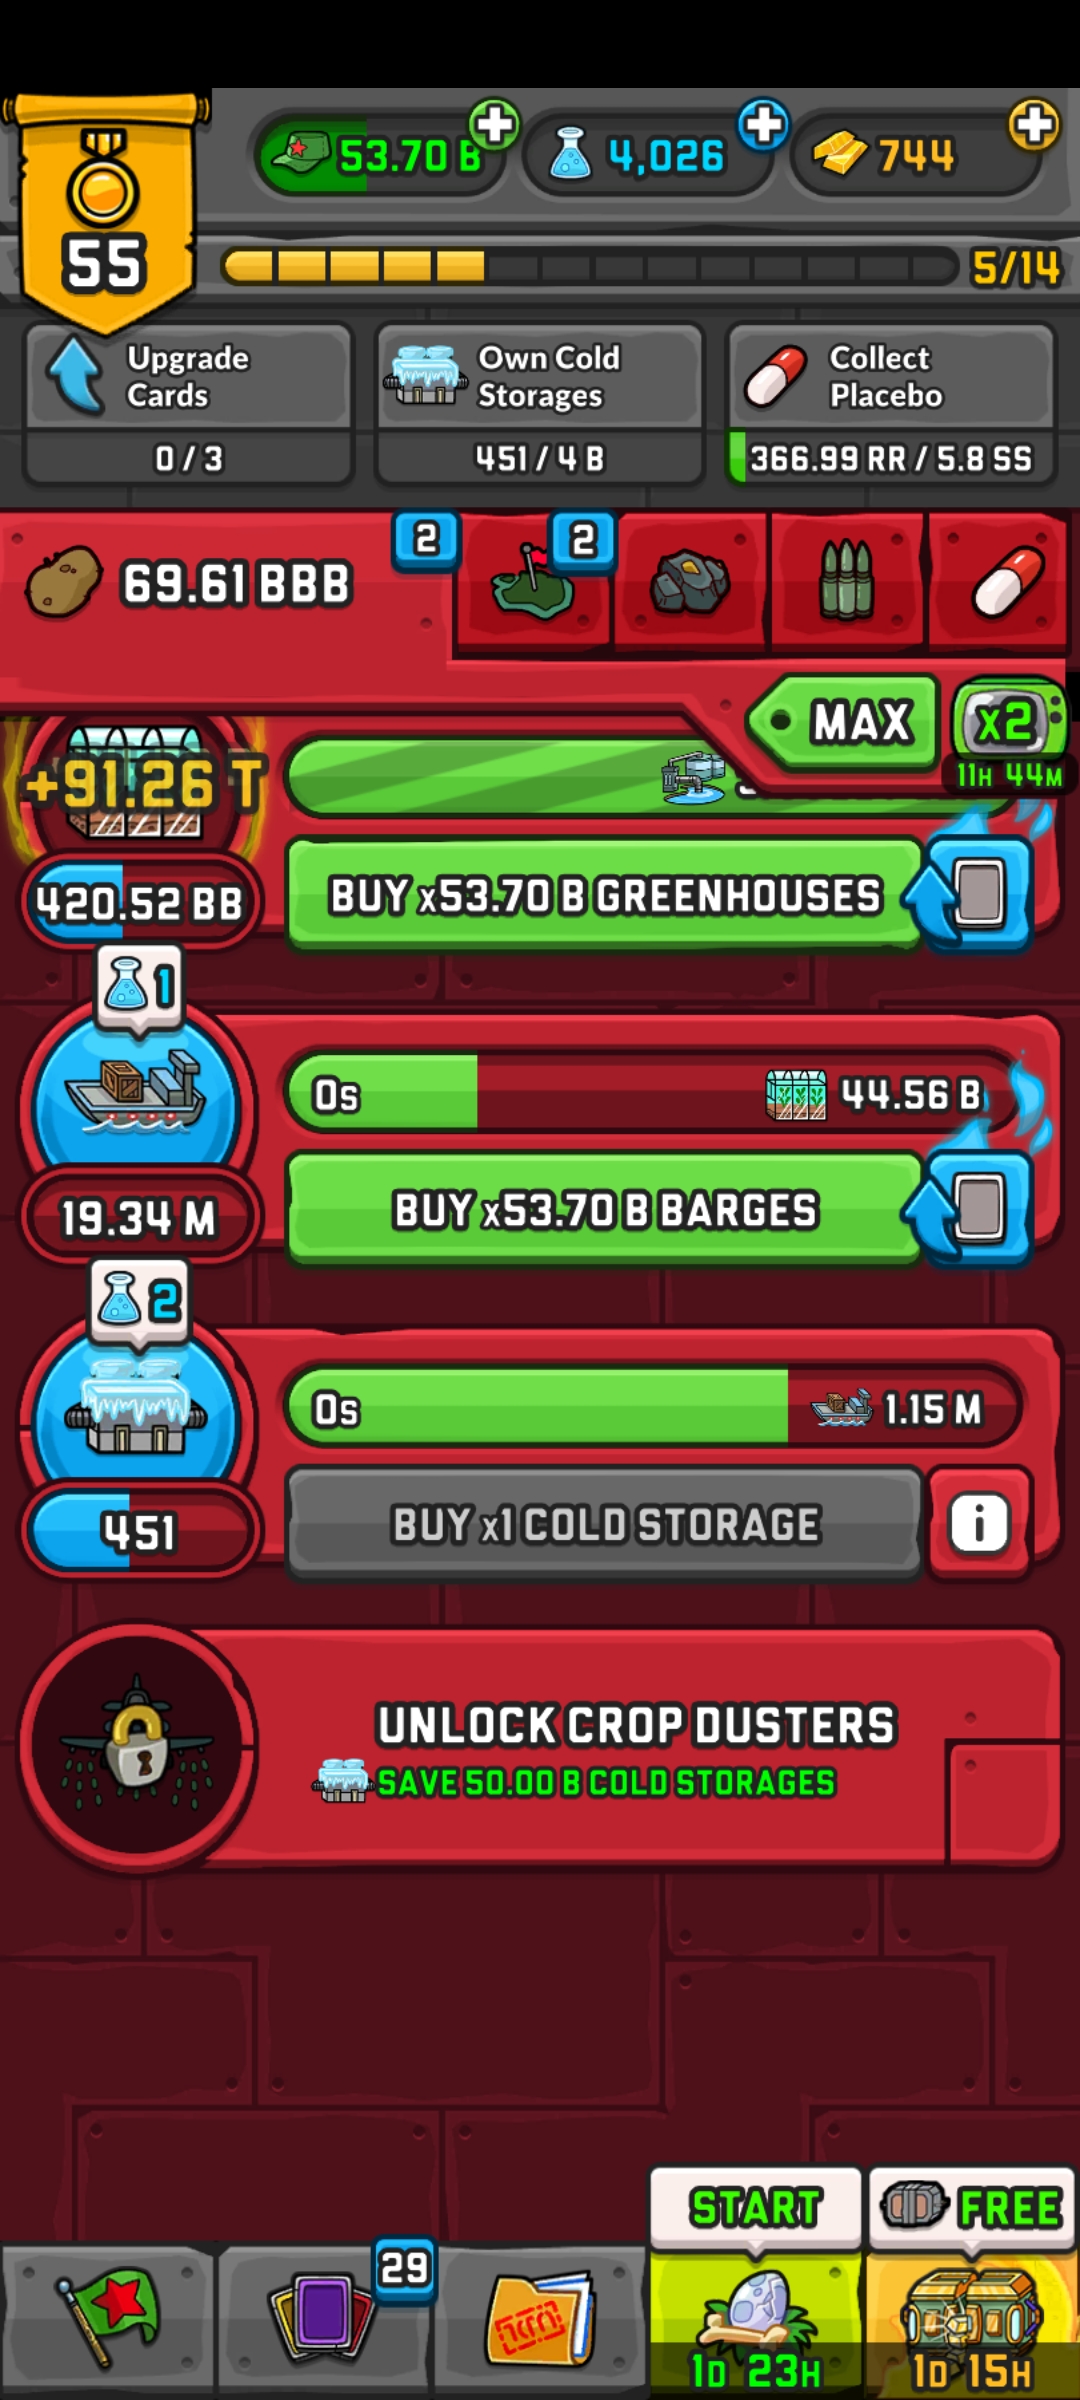 53.70 B
4,026
744
55
5/14
Upgrade
Cards
0 / 3
Own Cold
Storages
451 / 4 B
Collect
Placebo
366.99 RR / 5.8 SS
69.61 BBB
2
2
MAX
x2
11H 44M
+91.26 T
420.52 BB
BUY x53.70 B GREENHOUSES
1
0s
44.56 B
19.34 M
BUY x53.70 B BARGES
2
0s
1.15 M
451
BUY x1 COLD STORAGE
i
UNLOCK CROP DUSTERS
SAVE 50.00 B COLD STORAGES
29
START
1D 23H
FREE
1D 15H